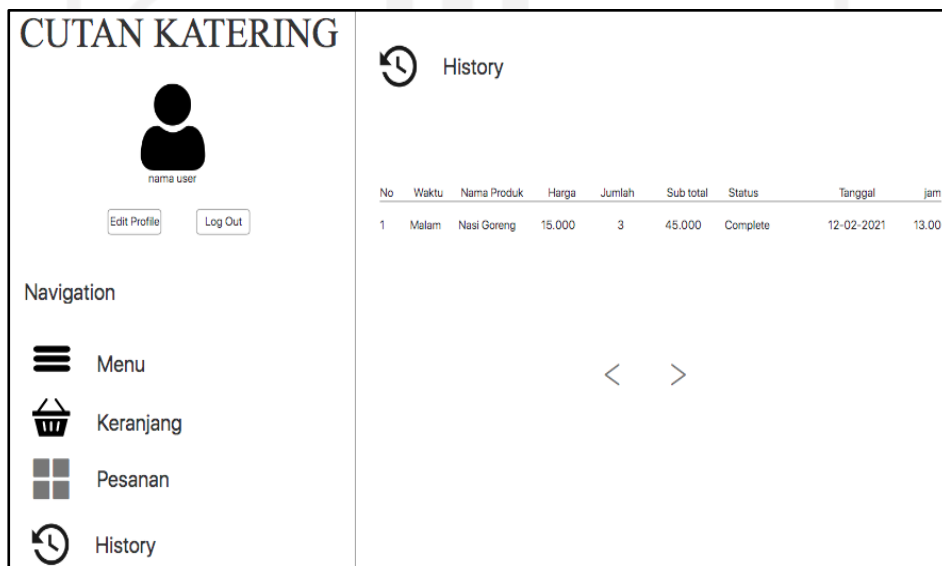 CUTAN KATERING
nama user
Edit Profile Log Out
Navigation
Menu
Keranjang
Pesanan
History
History
No Waktu Nama Produk Harga Jumlah Sub total Status Tanggal jam
1 Malam Nasi Goreng 15.000 3 45.000 Complete 12-02-2021 13.00